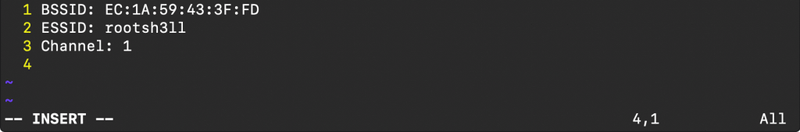 1 BSSID: EC:1A:59:43:3F:FD
2 ESSID: rootsh3ll
3 Channel: 1
4
~
~
-- INSERT -- 4,1 All